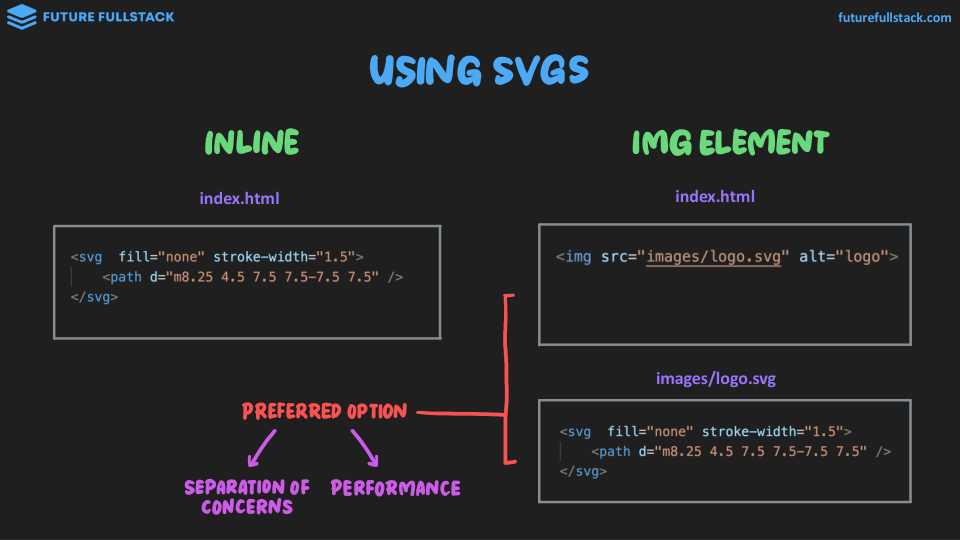 FUTURE FULLSTACK
futurefullstack.com
USING SVGS
INLINE
index.html
<svg  fill="none" stroke-width="1.5">
    <path d="m8.25 4.5 7.5 7.5-7.5 7.5" />
</svg>
IMG ELEMENT
index.html
<img src="images/logo.svg" alt="logo">
images/logo.svg
<svg  fill="none" stroke-width="1.5">
    <path d="m8.25 4.5 7.5 7.5-7.5 7.5" />
</svg>
PREFERRED OPTION
SEPARATION OF
CONCERNS
PERFORMANCE